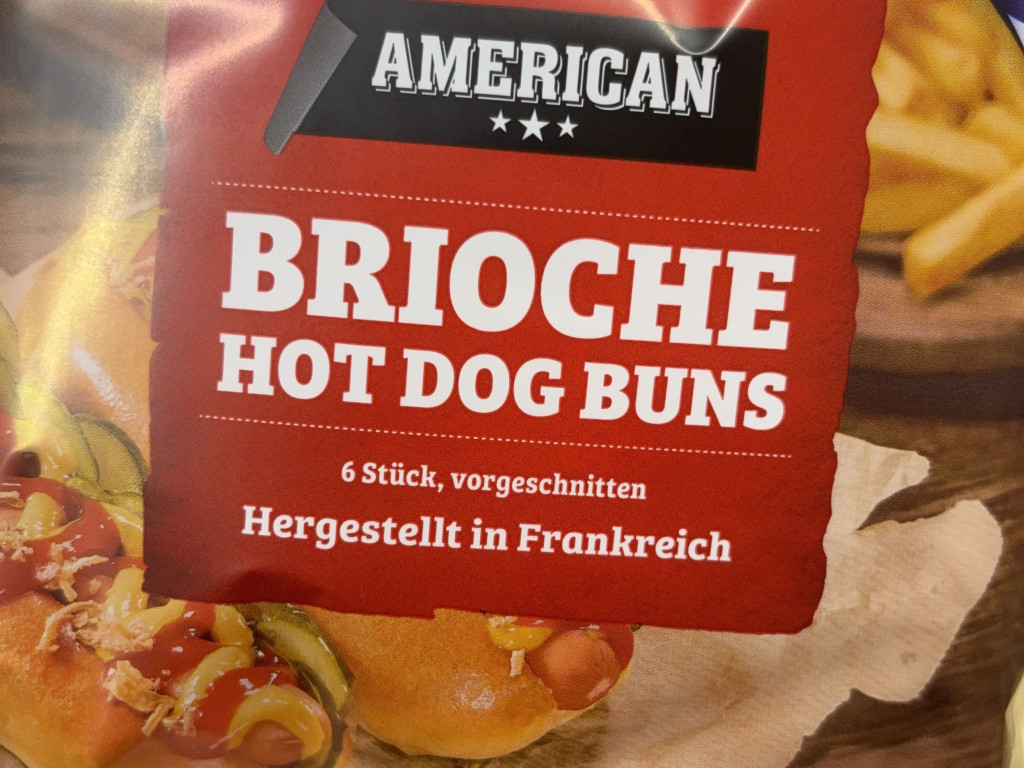 AMERICAN
BRIOCHE
HOT DOG BUNS
6 Stück, vorgeschnitten
Hergestellt in Frankreich